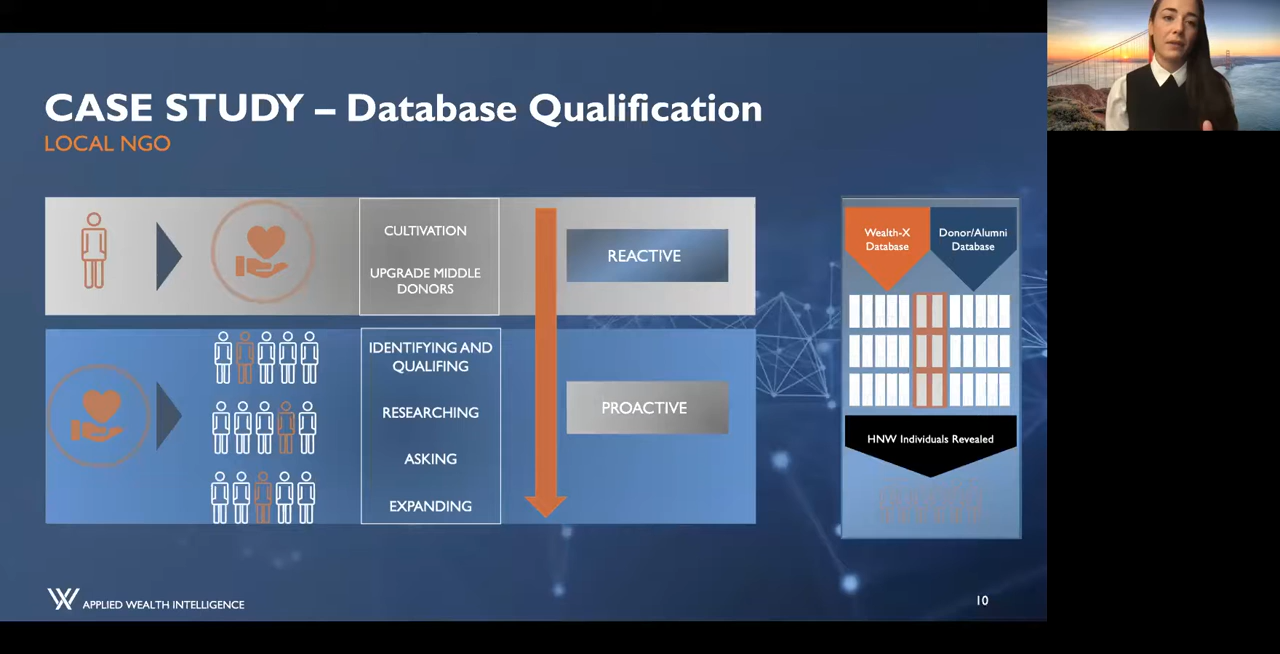 CASE STUDY – Database Qualification
LOCAL NGO
CULTIVATION
UPGRADE MIDDLE
DONORS
REACTIVE
IDENTIFYING AND
QUALIFING
RESEARCHING
ASKING
EXPANDING
PROACTIVE
Wealth-X
Database
Donor/Alumni
Database
HNW Individuals Revealed
APPLIED WEALTH INTELLIGENCE
10